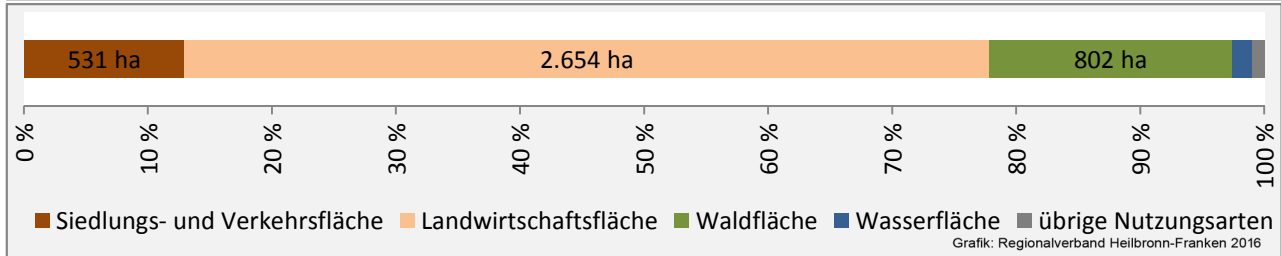 531 ha 2.654 ha 802 ha
0 % 10 % 20 % 30 % 40 % 50 % 60 % 70 % 80 % 90 % 100 %
Siedlungs- und Verkehrsfläche Landwirtschaftsfläche Waldfläche Wasserfläche übrige Nutzungsarten
Grafik: Regionalverband Heilbronn-Franken 2016